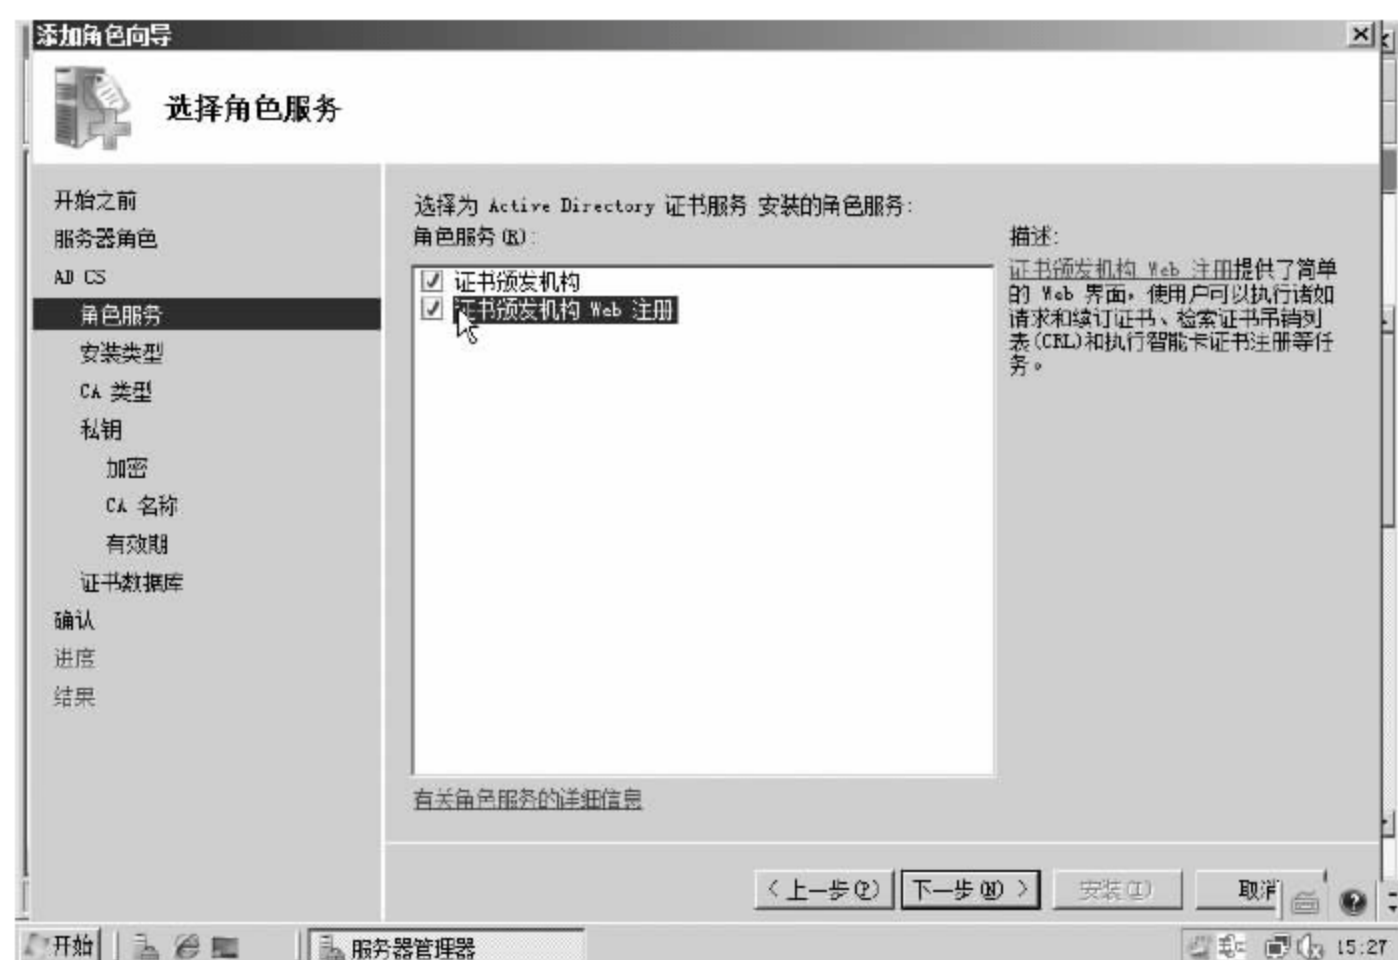 添加角色向导
选择角色服务
开始之前
服务器角色
AD CS
角色服务
安装类型
CA 类型
私钥
加密
CA 名称
有效期
证书数据库
确认
进度
结果
选择为 Active Directory 证书服务 安装的角色服务:
角色服务(R):
证书颁发机构
证书颁发机构 Web 注册
有关角色服务的详细信息
描述:
证书颁发机构 Web 注册提供了简单
的 Web 界面，使用户可以执行诸如
请求和续订证书、检索证书吊销列
表(CRL)和执行智能卡证书注册等任
务。
< 上一步(P)
下一步(N) >
安装(I)
取消
开始
服务器管理器
15:27